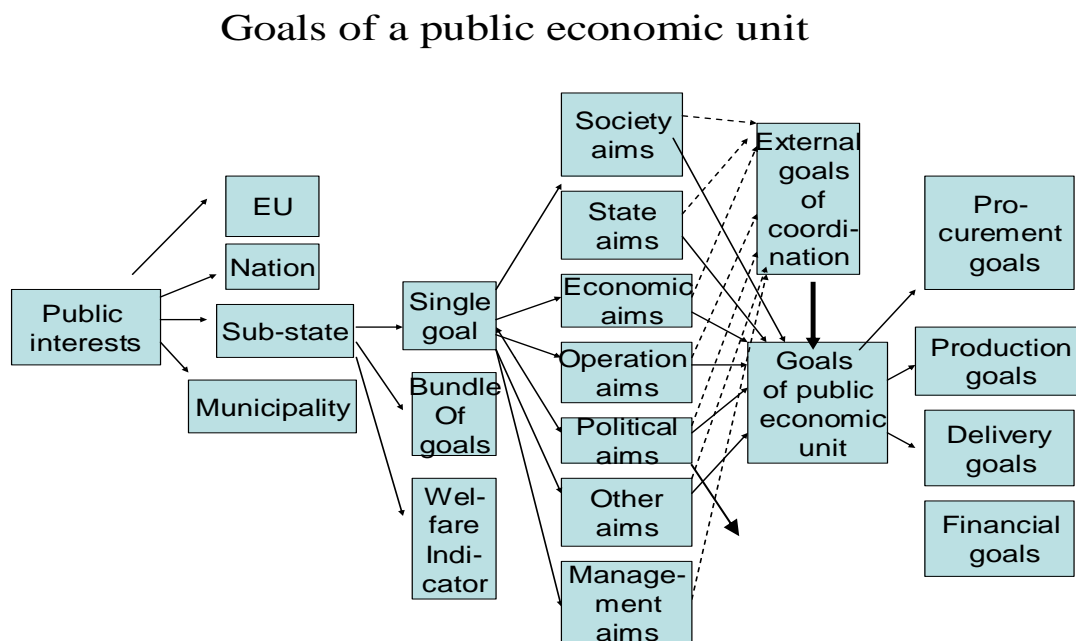 Goals of a public economic unit
Public
interests
EU
Nation
Sub-state
Municipality
Single
goal
Bundle
Of
goals
Wel-
fare
Indi-
cator
Society
aims
State
aims
Economic
aims
Operation
aims
Political
aims
Other
aims
Manage-
ment
aims
External
goals
of
coordi-
nation
Goals
of public
economic
unit
Pro-
curement
goals
Production
goals
Delivery
goals
Financial
goals